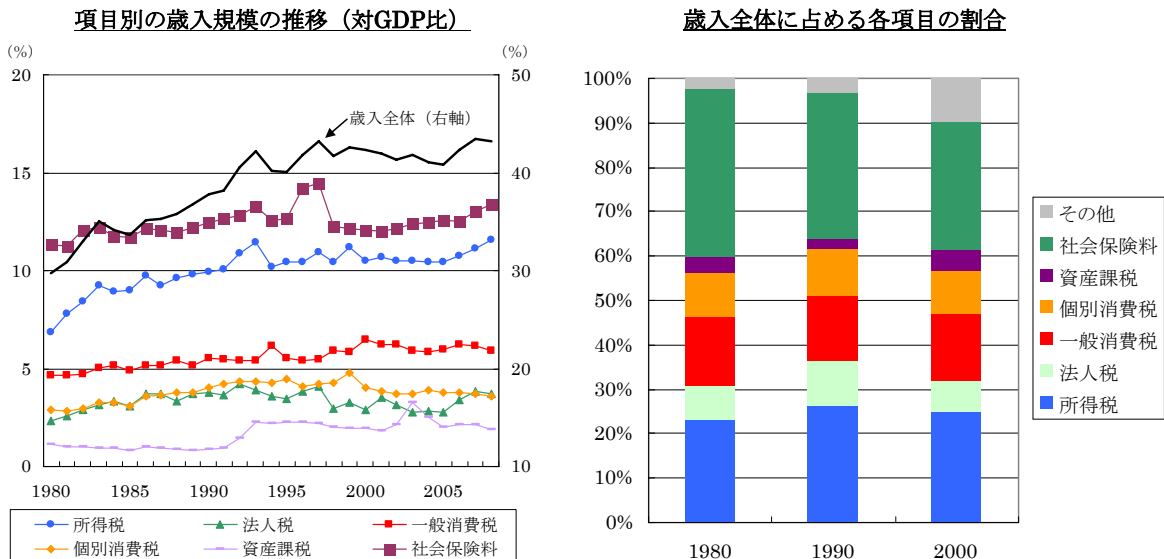 項目別の歳入規模の推移（対GDP比）
（%）
（%）
20
15
10
5
0
50
40
30
20
10
歳入全体（右軸）
1980 1985 1990 1995 2000 2005
所得税 法人税 一般消費税
個別消費税 資産課税 社会保険料
歳入全体に占める各項目の割合
100%
90%
80%
70%
60%
50%
40%
30%
20%
10%
0%
1980 1990 2000
その他
社会保険料
資産課税
個別消費税
一般消費税
法人税
所得税